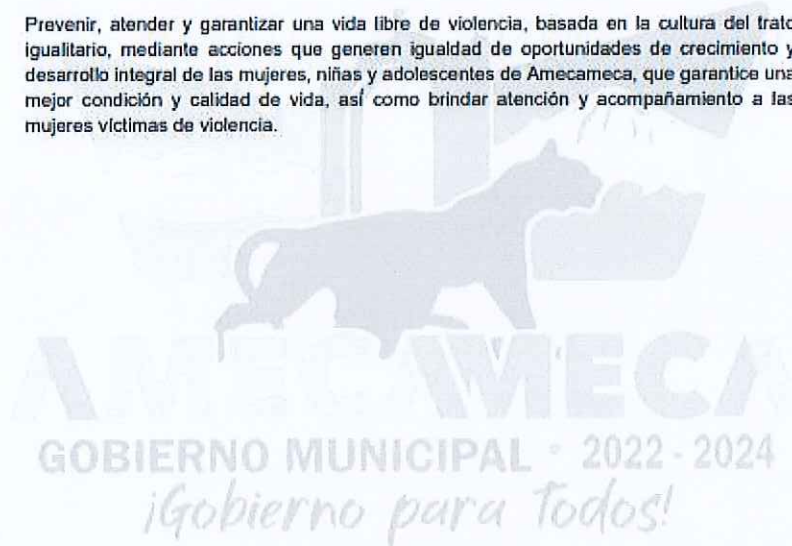 Prevenir, atender y garantizar una vida libre de violencia, basada en la cultura del trato
igualitario, mediante acciones que generen igualdad de oportunidades de crecimiento y
desarrollo integral de las mujeres, niñas y adolescentes de Amecameca, que garantice una
mejor condición y calidad de vida, así como brindar atención y acompañamiento a las
mujeres víctimas de violencia.
AMECAMECA
GOBIERNO MUNICIPAL · 2022 - 2024
¡Gobierno para Todos!